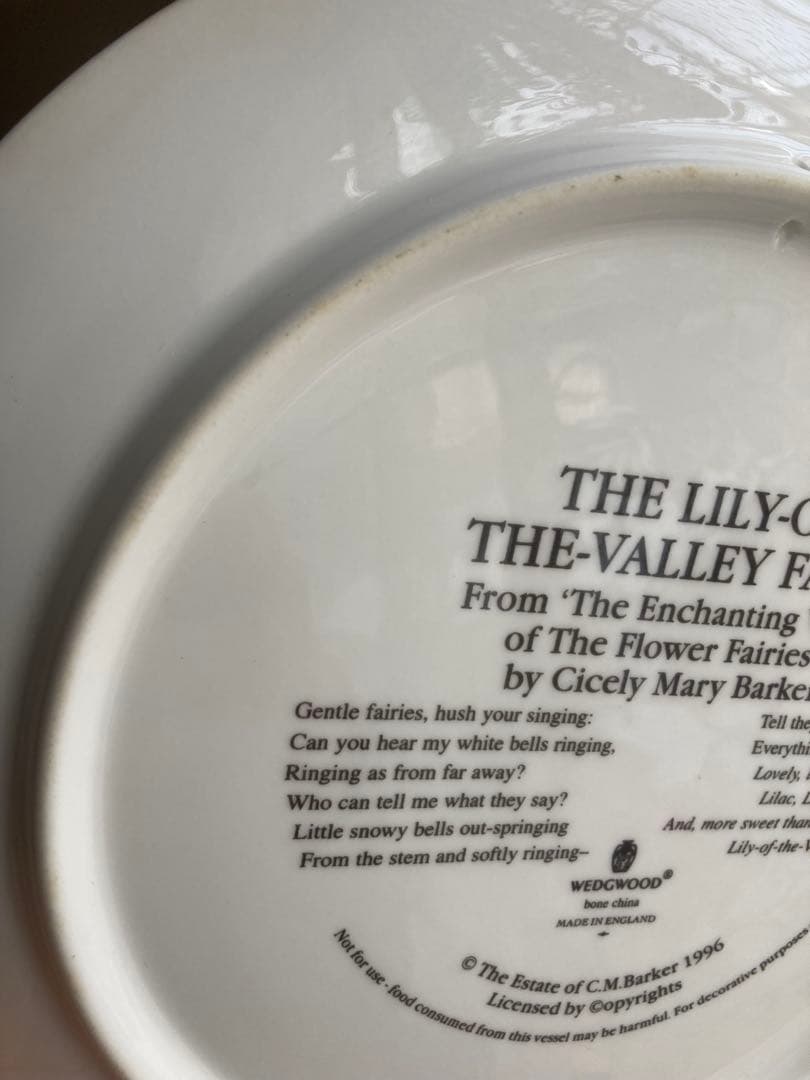 THE LILY-
THE-VALLEY
From ‘The Enchanting
of The Flower Fairies
by Cicely Mary Barker
Gentle fairies, hush your singing:
Can you hear my white bells ringing,
Ringing as from far away?
Who can tell me what they say?
Little snowy bells out-springing
From the stem and softly ringing–
Tell
Lovely,
Lilac,
And, more sweet than
Lily-of-the-
WEDGWOOD®
bone china
MADE IN ENGLAND
© The Estate of C.M.Barker 1996
Licensed by ©opyrights
Not for use - food consumed from this vessel may be harmful. For decorative purposes